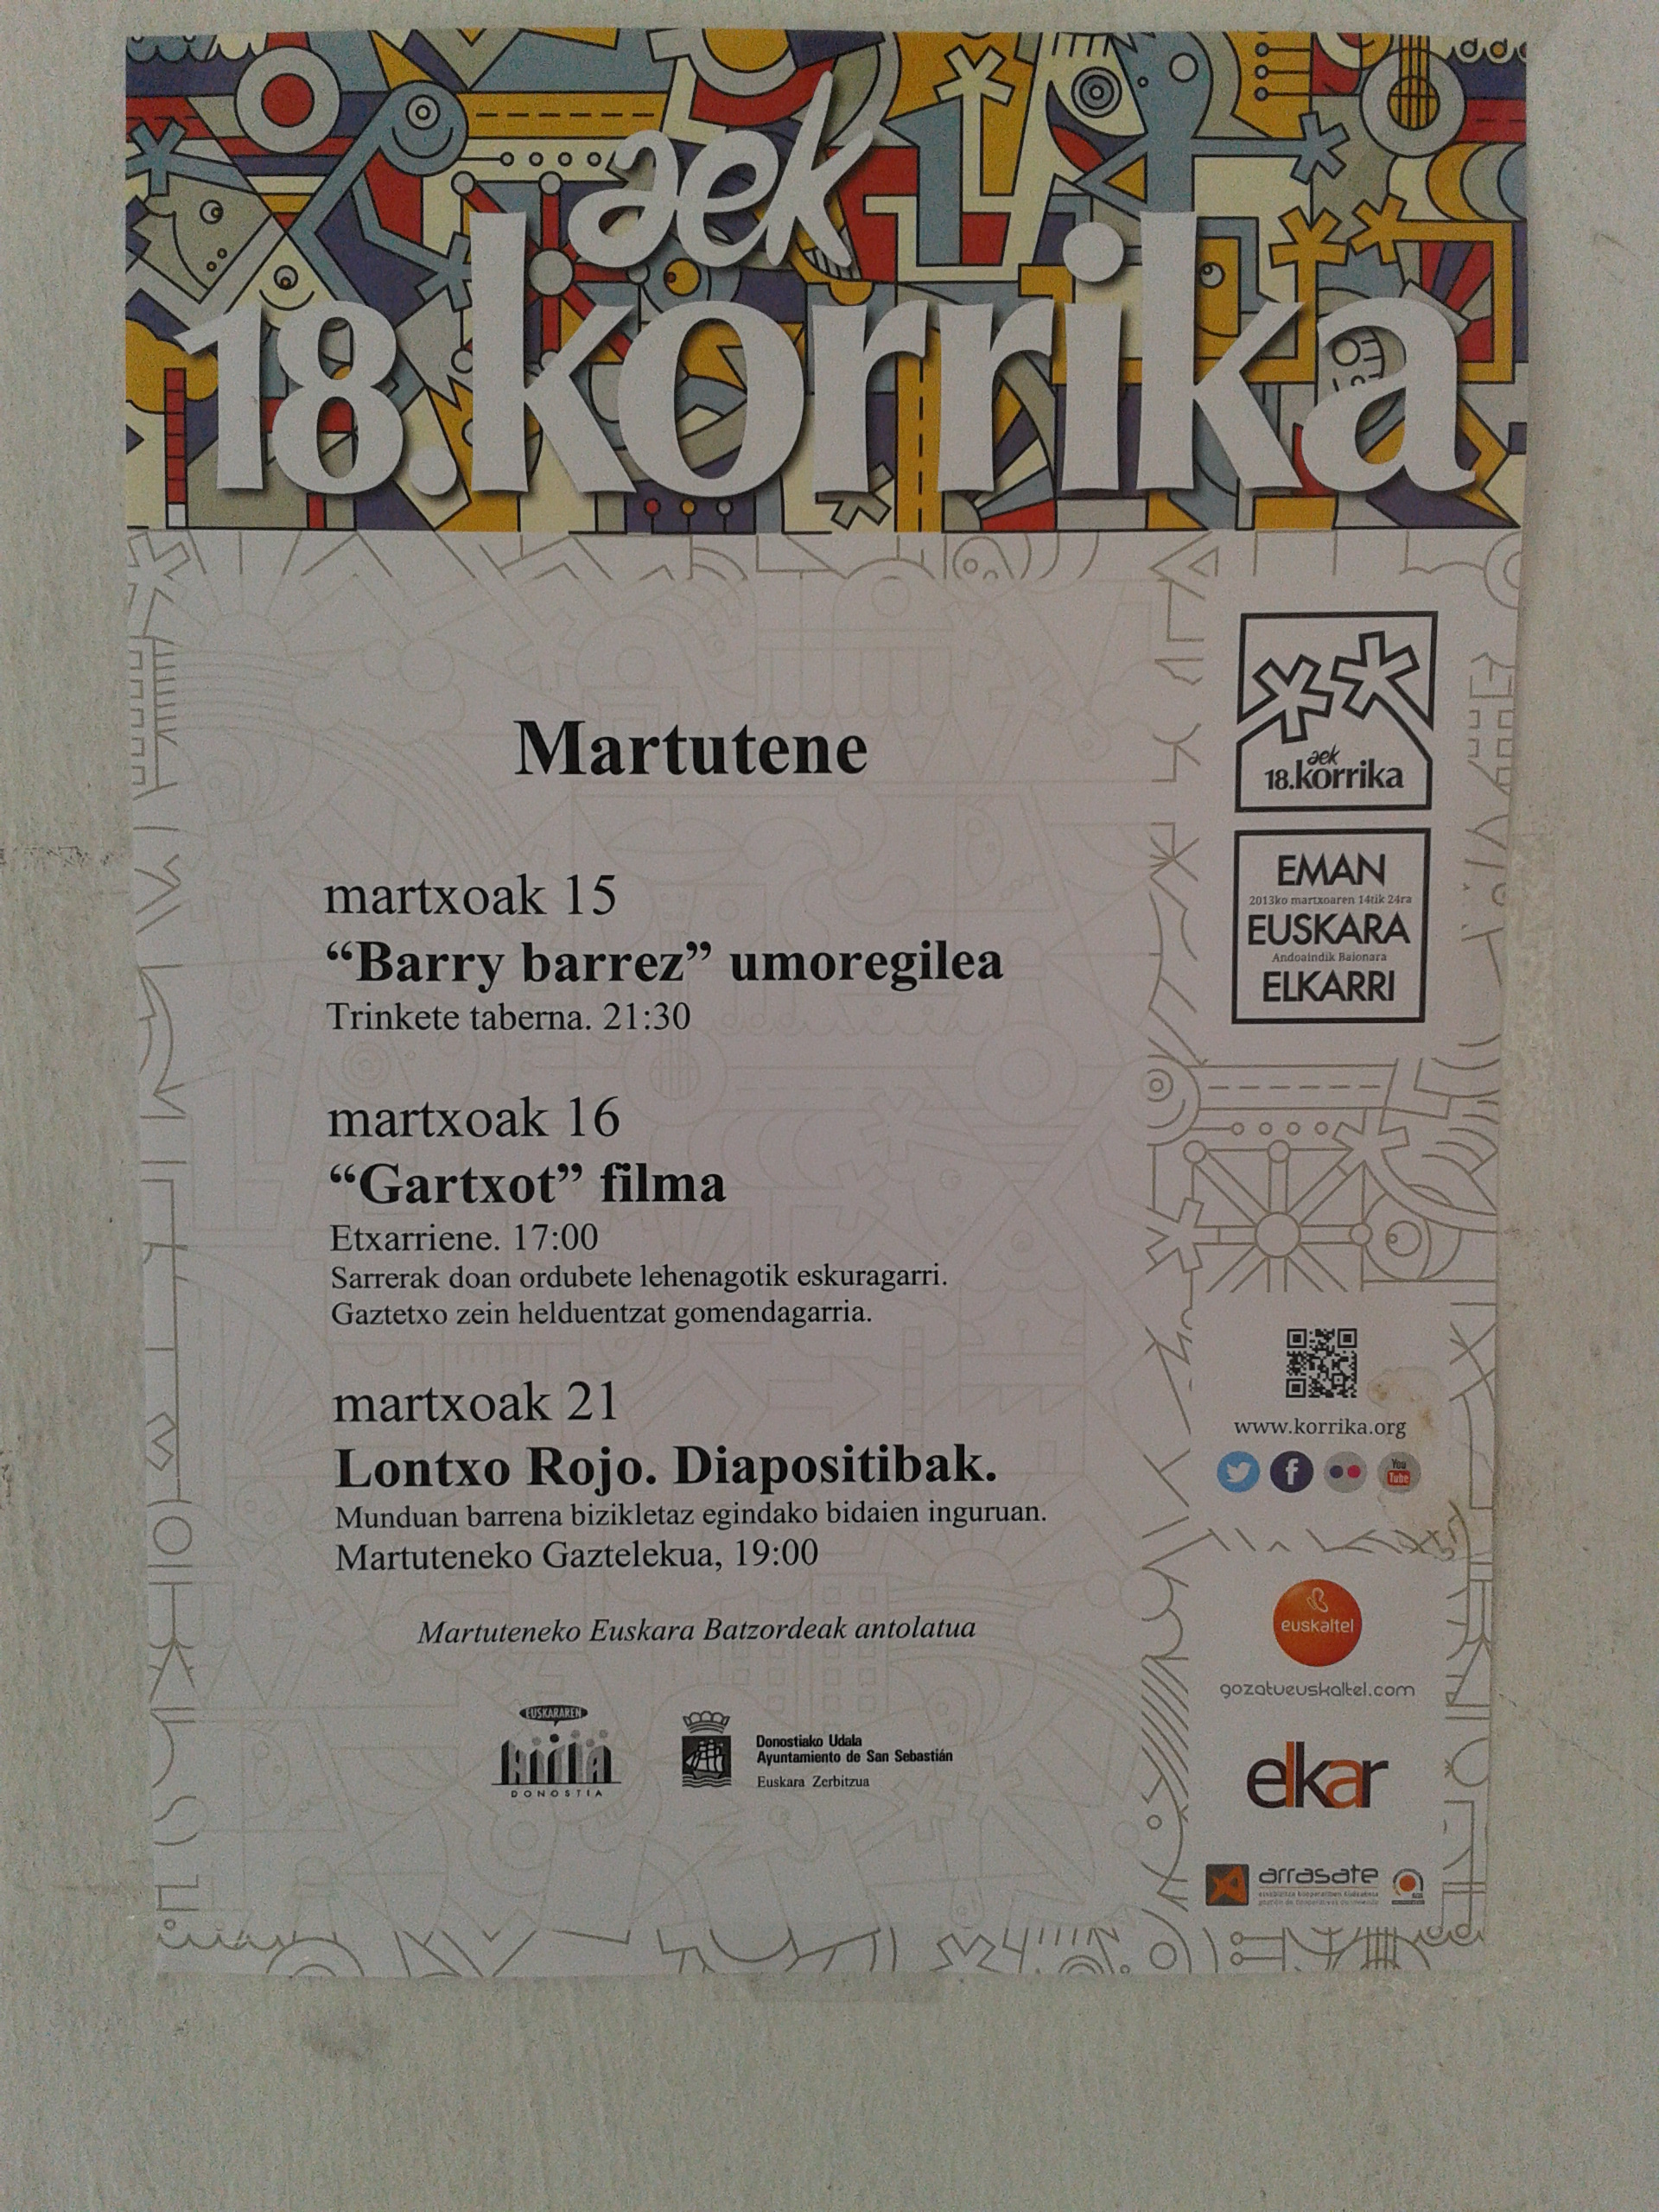 aek
18.korrika
Martutene
martxoak 15
“Barry barrez” umoregilea
Trinkete taberna. 21:30
martxoak 16
“Gartxot” filma
Etxarriene. 17:00
Sarrerak doan ordubete lehenagotik eskuragarri.
Gaztetxo zein helduentzat gomendagarria.
martxoak 21
Lontxo Rojo. Diapositibak.
Munduan barrena bizikletaz egindako bidaien inguruan.
Martuteneko Gaztelekua, 19:00
Martuteneko Euskara Batzordeak antolatua
EUSKARAREN
hiria
DONOSTIA
Donostiako Udala
Ayuntamiento de San Sebastián
Euskara Zerbitzua
aek
18.korrika
EMAN
2013ko martxoaren 14tik 24ra
EUSKARA
Andoaindik Baionara
ELKARRI
www.korrika.org
You
Tube
euskaltel
gozatueuskaltel.com
elkar
arrasate